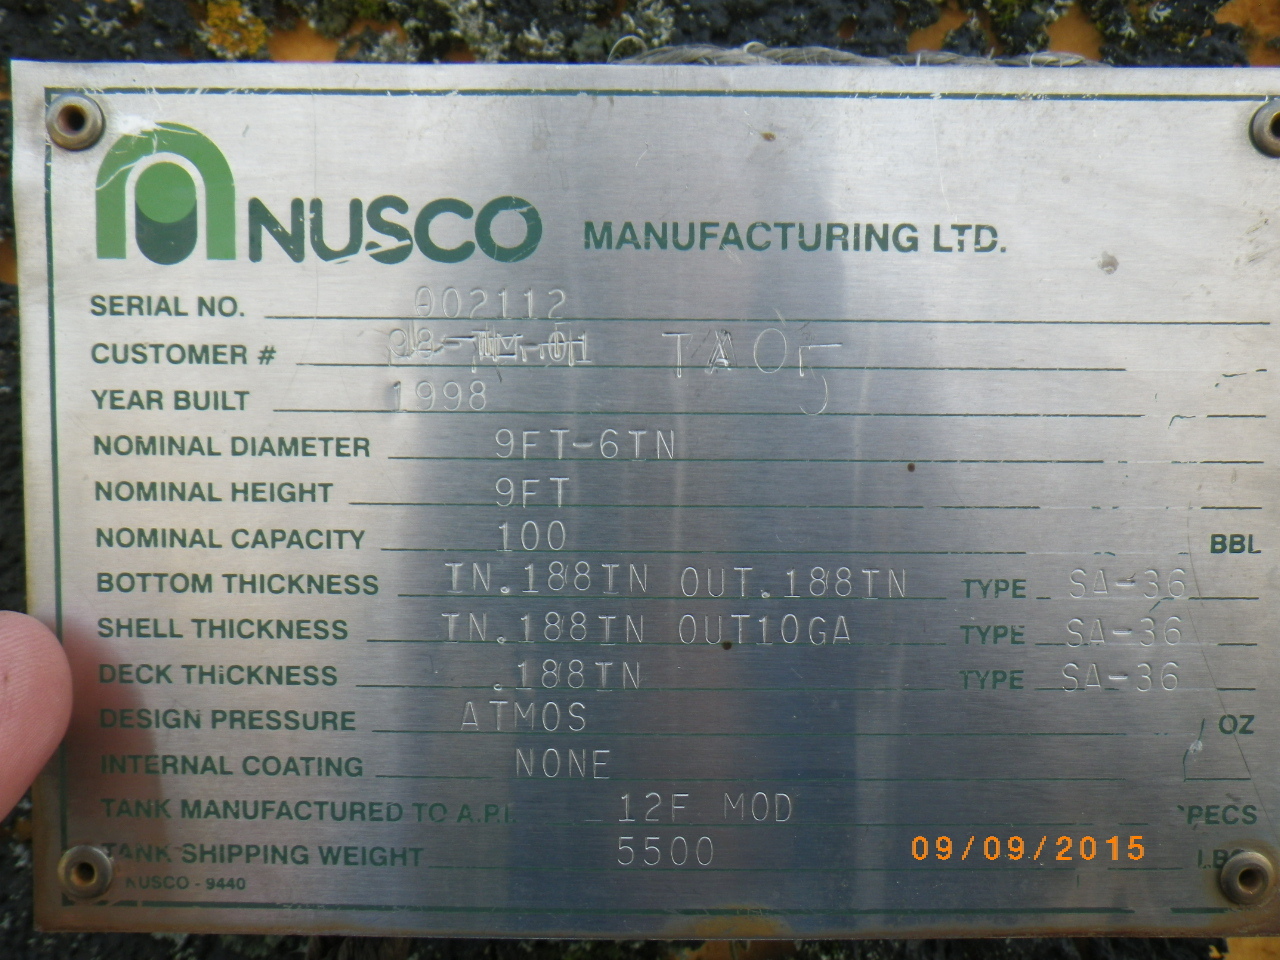 NUSCO MANUFACTURING LTD.
SERIAL NO. 002112
CUSTOMER # TA05
YEAR BUILT 1998
NOMINAL DIAMETER 9FT-6IN
NOMINAL HEIGHT 9FT
NOMINAL CAPACITY 100 BBL
BOTTOM THICKNESS IN.188IN OUT.188IN TYPE SA-36
SHELL THICKNESS IN.188IN OUT10GA TYPE SA-36
DECK THICKNESS .188IN TYPE SA-36
DESIGN PRESSURE ATMOS OZ
INTERNAL COATING NONE
TANK MANUFACTURED TO A.P.I. 12F MOD SPECS
TANK SHIPPING WEIGHT 5500 LBS
NUSCO - 9440
09/09/2015